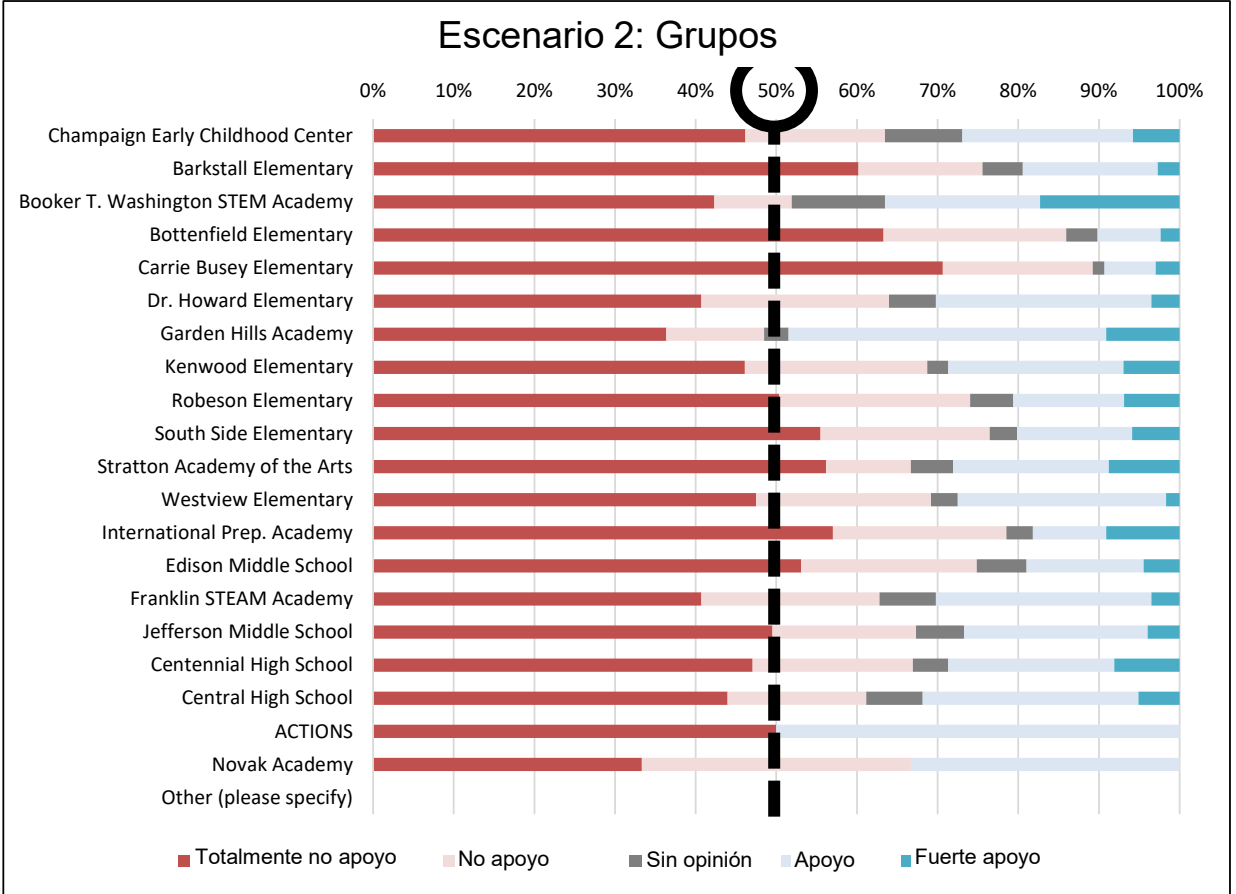 Escenario 2: Grupos
0% 10% 20% 30% 40% 50% 60% 70% 80% 90% 100%
Champaign Early Childhood Center
Barkstall Elementary
Booker T. Washington STEM Academy
Bottenfield Elementary
Carrie Busey Elementary
Dr. Howard Elementary
Garden Hills Academy
Kenwood Elementary
Robeson Elementary
South Side Elementary
Stratton Academy of the Arts
Westview Elementary
International Prep. Academy
Edison Middle School
Franklin STEAM Academy
Jefferson Middle School
Centennial High School
Central High School
ACTIONS
Novak Academy
Other (please specify)
Totalmente no apoyo No apoyo Sin opinión Apoyo Fuerte apoyo